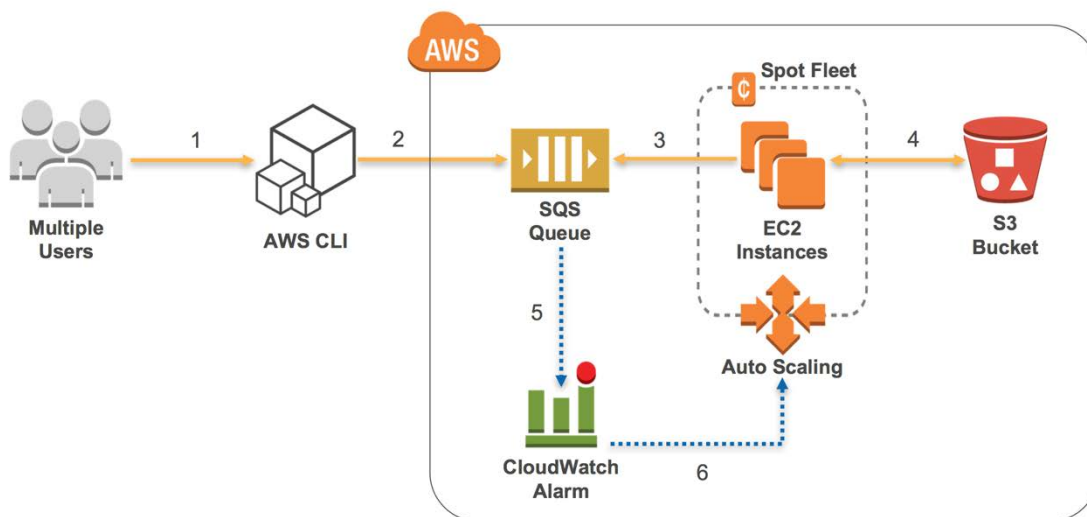 AWS
Spot Fleet
¢
1
2
3
4
Multiple
Users
AWS CLI
SQS
Queue
EC2
Instances
S3
Bucket
5
Auto Scaling
CloudWatch
Alarm
6